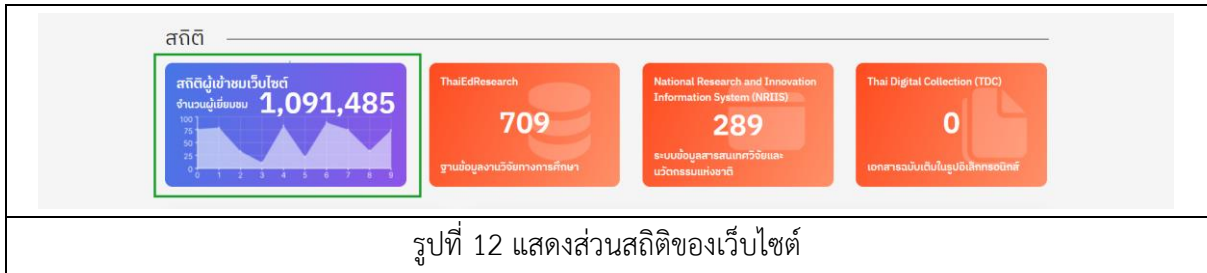 สถิติ
สถิติผู้เข้าชมเว็บไซต์
จำนวนผู้เยี่ยมชม 1,091,485
100
75
50
25
0
0 1 2 3 4 5 6 7 8 9
ThaiEdResearch
709
ฐานข้อมูลงานวิจัยทางการศึกษา
National Research and Innovation
Information System (NRIIS)
289
ระบบข้อมูลสารสนเทศวิจัยและ
นวัตกรรมแห่งชาติ
Thai Digital Collection (TDC)
0
เอกสารฉบับเต็มในรูปอิเล็กทรอนิกส์
รูปที่ 12 แสดงส่วนสถิติของเว็บไซต์